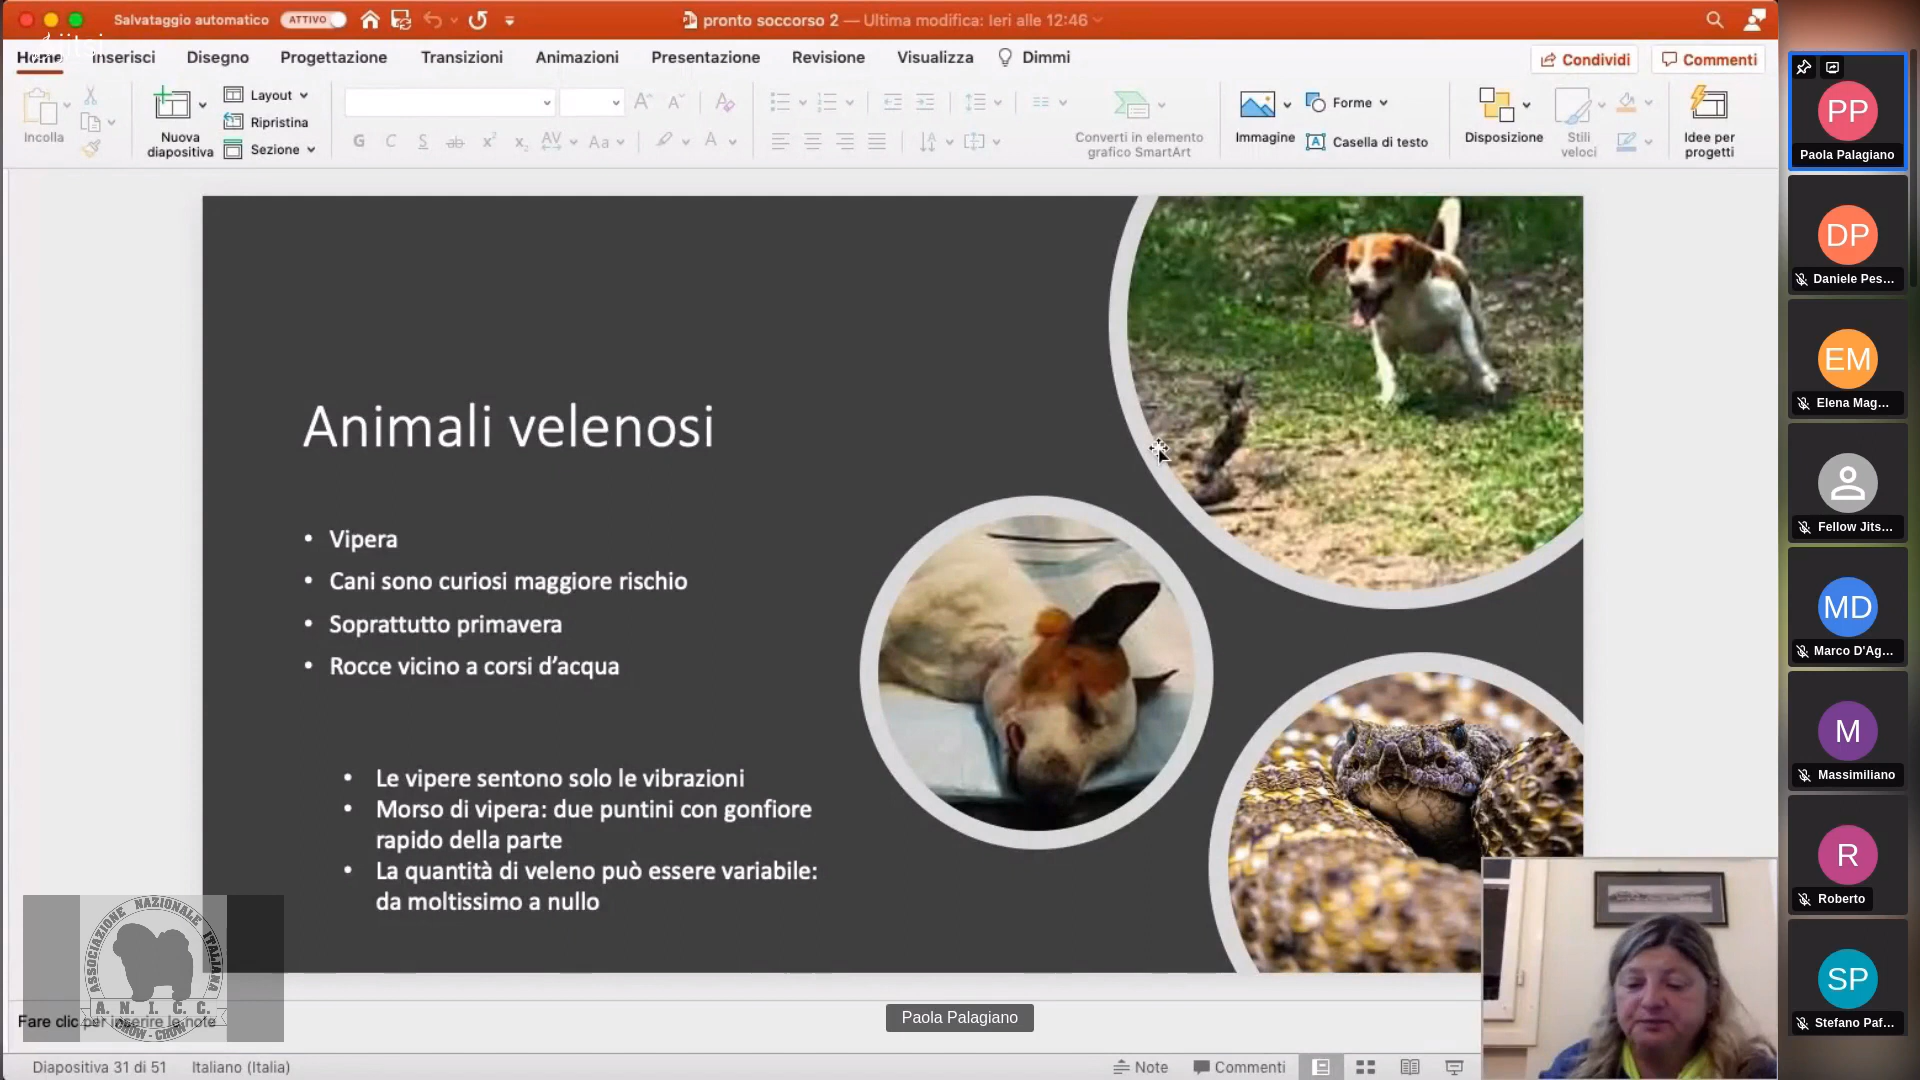 Salvataggio automatico ATTIVO pronto soccorso 2 — Ultima modifica: Ieri alle 12:46
jitsi
Home Inserisci Disegno Progettazione Transizioni Animazioni Presentazione Revisione Visualizza Dimmi Condividi Commenti
Incolla
Nuova diapositiva
Layout
Ripristina
Sezione
Converti in elemento grafico SmartArt
Immagine
Forme
Casella di testo
Disposizione
Stili veloci
Idee per progetti
Animali velenosi
• Vipera
• Cani sono curiosi maggiore rischio
• Soprattutto primavera
• Rocce vicino a corsi d'acqua
• Le vipere sentono solo le vibrazioni
• Morso di vipera: due puntini con gonfiore
rapido della parte
• La quantità di veleno può essere variabile:
da moltissimo a nullo
ASSOCIAZIONE NAZIONALE ITALIANA
A. N. I. C. C.
CHOW - CHOW
Fare clic per inserire le note
Paola Palagiano
Diapositiva 31 di 51 Italiano (Italia) Note Commenti
PP
Paola Palagiano
DP
Daniele Pes...
EM
Elena Mag...
Fellow Jits...
MD
Marco D'Ag...
M
Massimiliano
R
Roberto
SP
Stefano Paf...